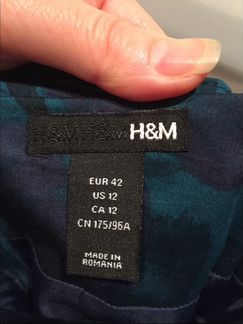 H&M H&M H&M
EUR 42
US 12
CA 12
CN 175/96A
MADE IN
ROMANIA